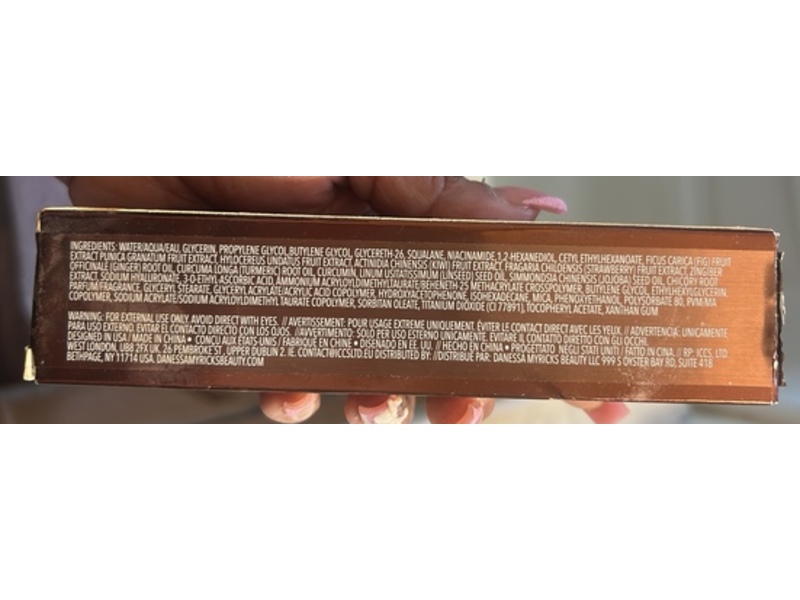 INGREDIENTS: WATER/AQUA/EAU, GLYCERIN, PROPYLENE GLYCOL,BUTYLENE GLYCOL, GLYCERETH-26, SQUALANE, NIACINAMIDE,1,2-HEXANEDIOL, CETYL ETHYLHEXANOATE, FICUS CARICA (FIG) FRUIT
EXTRACT PUNICA GRANATUM FRUIT EXTRACT, HYLOCEREUS UNDATUS FRUIT EXTRACT, ACTINIDIA CHINENSIS (KIWI) FRUIT EXTRACT, FRAGARIA CHILOENSIS (STRAWBERRY) FRUIT EXTRACT, ZINGIBER
OFFICINALE (GINGER) ROOT OIL, CURCUMA LONGA (TURMERIC) ROOT OIL, CURCUMIN, LINUM USITATISSIMUM (LINSEED) SEED OIL, SIMMONDSIA CHINENSIS (JOJOBA) SEED OIL, CHICORY ROOT
EXTRACT, SODIUM HYALURONATE, 3-O-ETHYL-ASCORBIC ACID, AMMONIUM ACRYLOYLDIMETHYLTAURATE/BEHENETH-25 METHACRYLATE CROSSPOLYMER, BUTYLENE GLYCOL, ETHYLHEXYLGLYCERIN,
PARFUM/FRAGRANCE, GLYCERYL STEARATE, GLYCERYL ACRYLATE/ACRYLIC ACID COPOLYMER, HYDROXYACETOPHENONE, ISOHEXADECANE, MICA, PHENOXYETHANOL, POLYSORBATE 80, PVM-MA
COPOLYMER, SODIUM ACRYLATE/SODIUM ACRYLOYLDIMETHYL TAURATE COPOLYMER, SORBITAN OLEATE, TITANIUM DIOXIDE (CI 77891), TOCOPHERYL ACETATE, XANTHAN GUM
WARNING: FOR EXTERNAL USE ONLY. AVOID DIRECT WITH EYES. // AVERTISSEMENT: POUR USAGE EXTREME UNIQUEMENT. ÉVITER LE CONTACT DIRECT AVEC LES YEUX. // ADVERTENCIA: ÚNICAMENTE
PARA USO EXTERNO. EVITAR EL CONTACTO DIRECTO CON LOS OJOS. //AVVERTIMENTO: SOLO PER USO ESTERNO UNICAMENTE. EVITARE IL CONTATTO DIRETTO CON GLI OCCHI.
DESIGNED IN USA / MADE IN CHINA • CONÇU AUX ÉTATS-UNIS / FABRIQUÉ EN CHINE • DISENADO EN EE. UU. // HECHO EN CHINA • PROGETTATO NEGLI STATI UNITI / FATTO IN CINA. // RP: ICCS. LTD
WEST LONDON, UB8 2FX UK. 26 PEMBROKE ST , UPPER DUBLIN 2. IE. CONTACT@ICCSLTD.EU DISTRIBUTED BY: //DISTRIBUÉ PAR: DANESSA MYRICKS BEAUTY LLC 999 S OYSTER BAY RD, SUITE 418
BETHPAGE, NY 11714 USA. DANESSAMYRICKSBEAUTY.COM